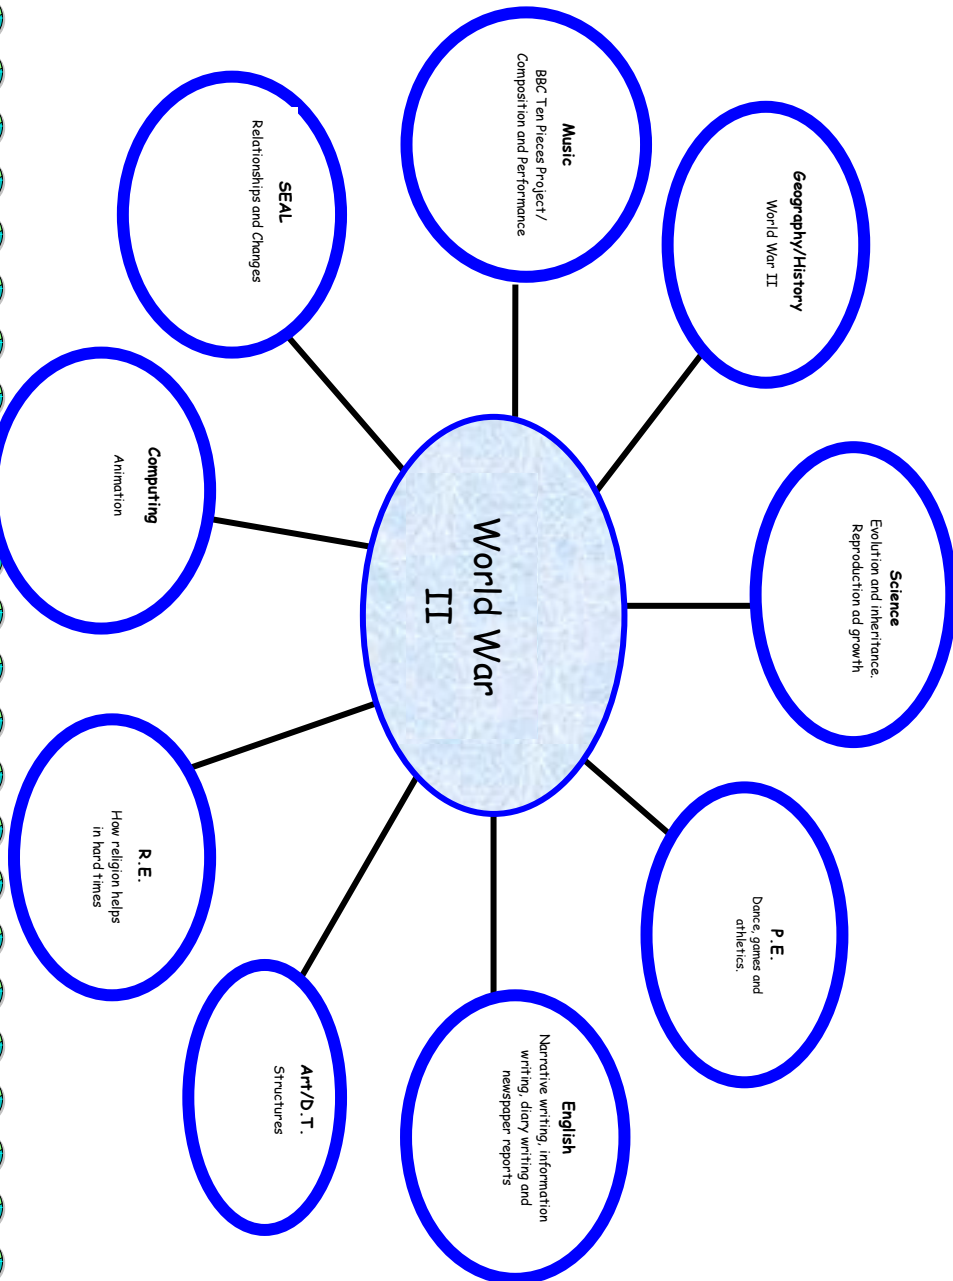 Geography/History
World War II
Science
Evolution and inheritance.
Reproduction ad growth
P.E.
Dance, games and
athletics.
Music
BBC Ten Pieces Project/
Composition and Performance
World War
II
English
Narrative writing, information
writing, diary writing and
newspaper reports
SEAL
Relationships and Changes
Computing
Animation
R.E.
How religion helps
in hard times
Art/D.T.
Structures